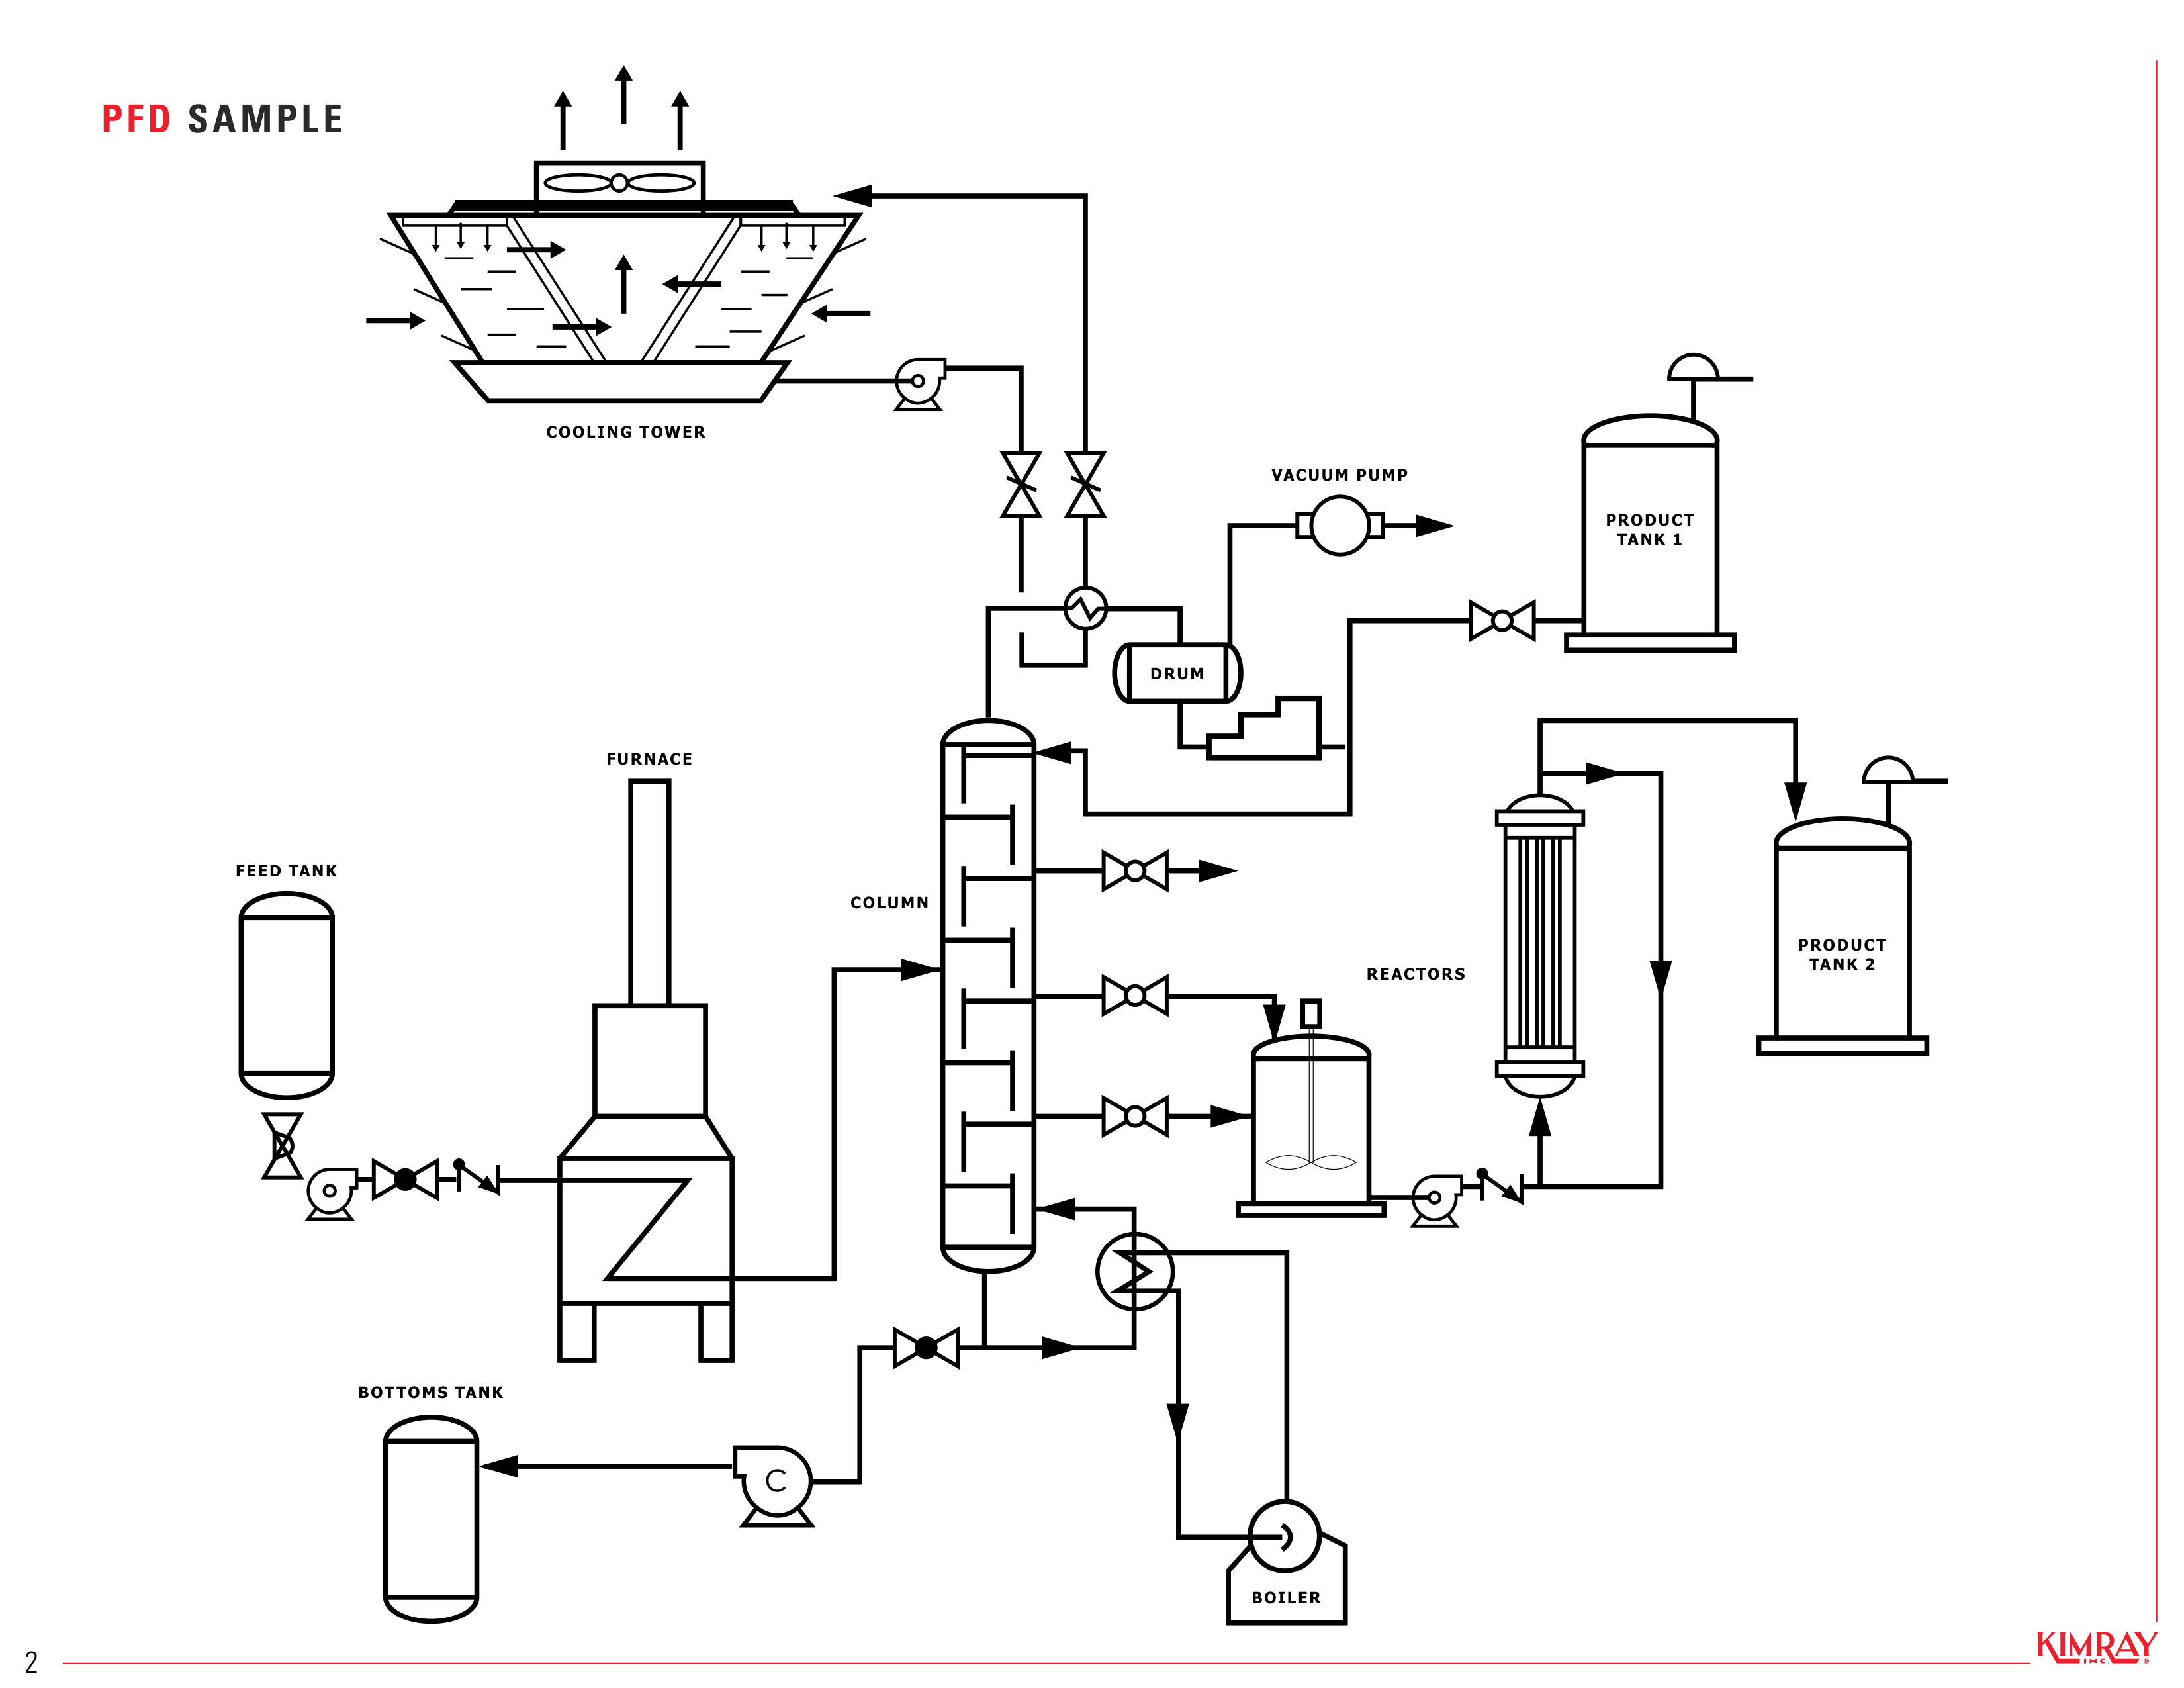 PFD SAMPLE
COOLING TOWER
VACUUM PUMP
PRODUCT
TANK 1
DRUM
FURNACE
FEED TANK
COLUMN
REACTORS
PRODUCT
TANK 2
BOTTOMS TANK
C
BOILER
2
KIMRAY
INC.®